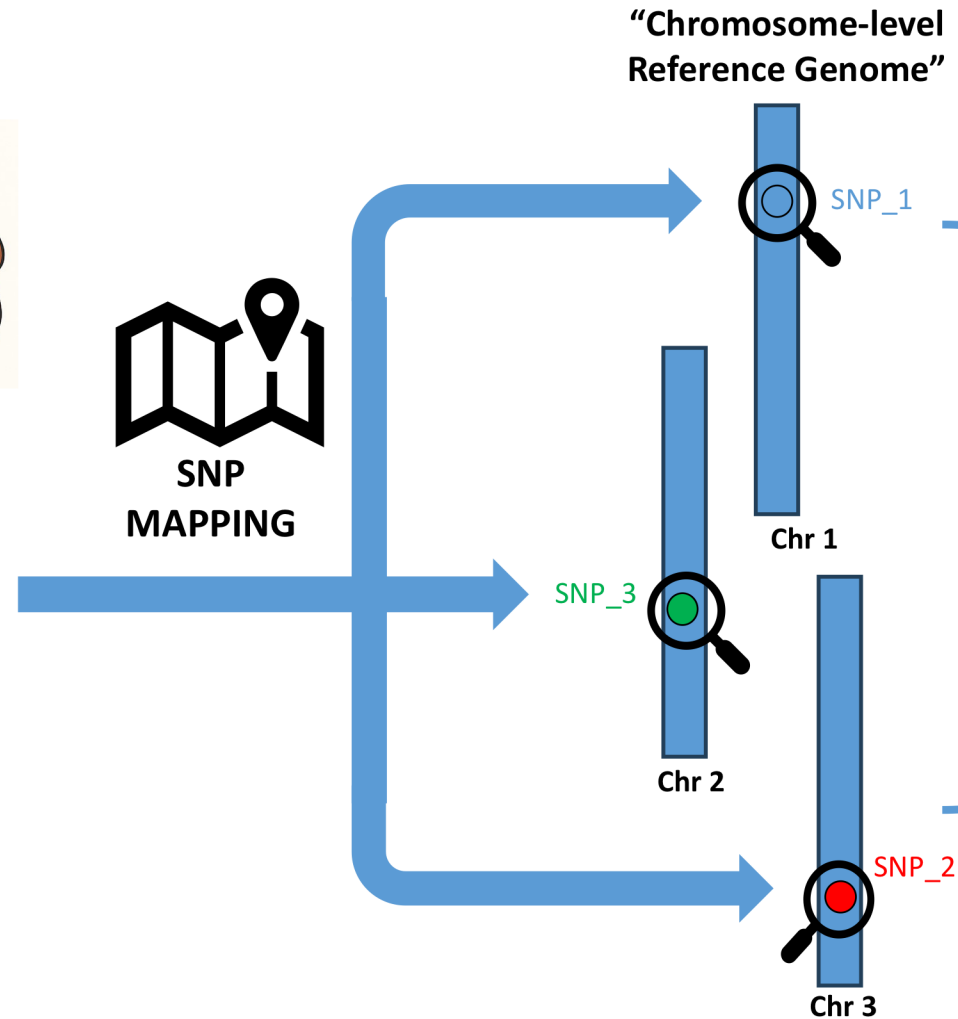 “Chromosome-level
Reference Genome”
SNP_1
SNP
MAPPING
Chr 1
SNP_3
Chr 2
SNP_2
Chr 3